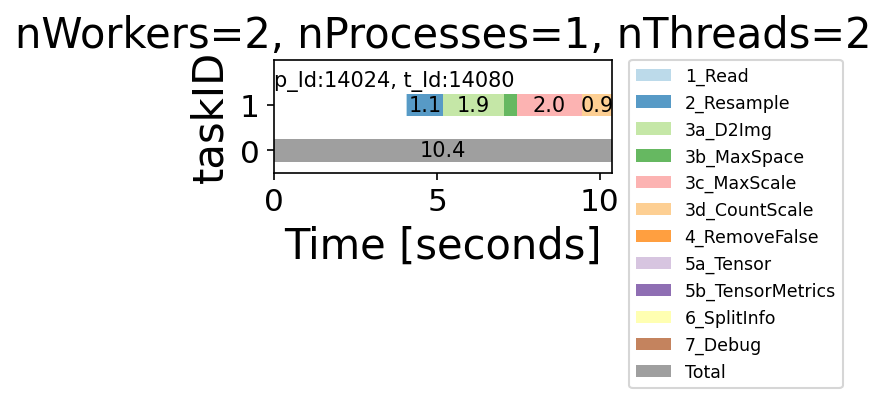 nWorkers=2, nProcesses=1, nThreads=2
taskID
p_Id:14024, t_Id:14080
1
1.1 1.9 2.0 0.9
0
10.4
0 5 10
Time [seconds]
1_Read
2_Resample
3a_D2Img
3b_MaxSpace
3c_MaxScale
3d_CountScale
4_RemoveFalse
5a_Tensor
5b_TensorMetrics
6_SplitInfo
7_Debug
Total